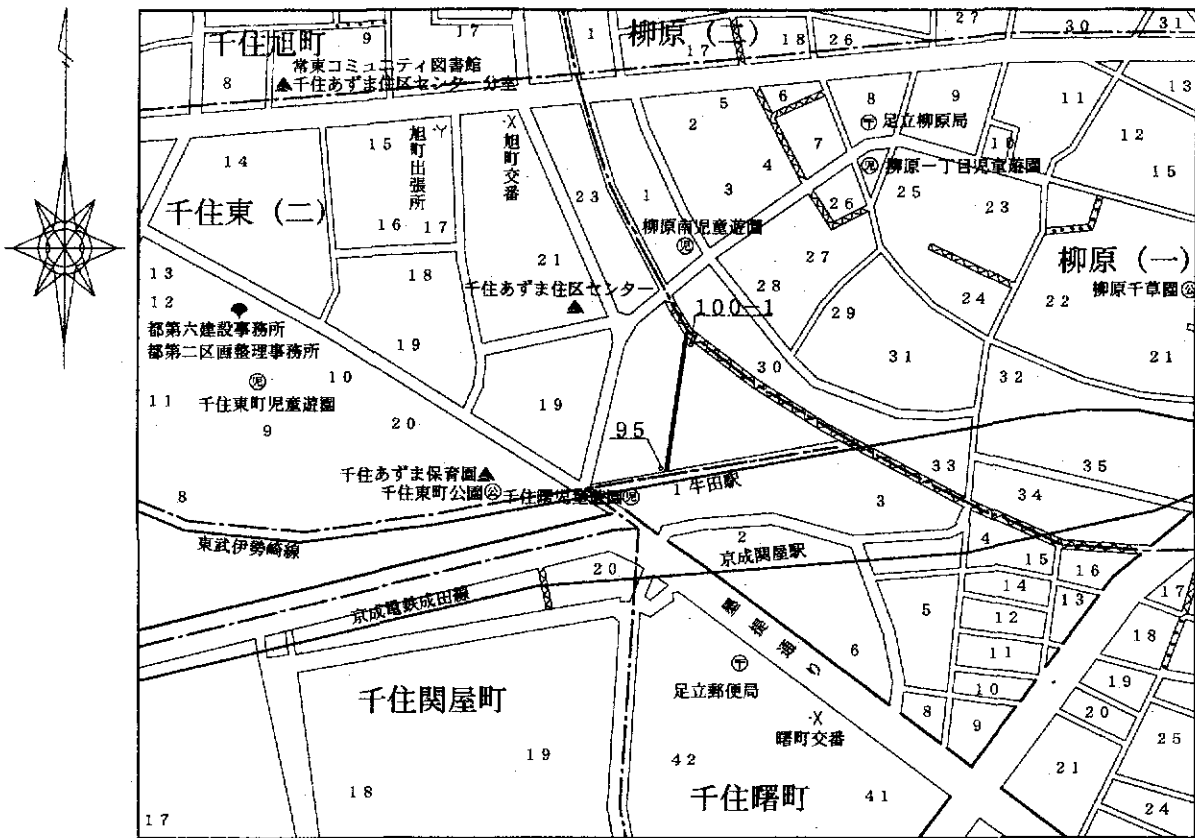 千住旭町
柳原（二）
9
17
1
17
18
26
27
30
31
常東コミュニティ図書館
8
千住あずま住区センター分室
14
15
旭町出張所
旭町交番
16
17
千住東（二）
18
21
23
1
2
5
6
4
3
7
8
9
足立柳原局
10
11
13
12
15
児
柳原一丁目児童遊園
25
26
23
柳原南児童遊園
児
27
28
24
22
柳原（一）
柳原千草園
公
13
12
都第六建設事務所
都第二区画整理事務所
児
千住東町児童遊園
11
10
9
20
19
19
千住あずま住区センター
100-1
29
30
31
32
21
95
千住あずま保育園
千住東町公園
公
児
1
牛田駅
3
33
34
35
8
東武伊勢崎線
京成電鉄成田線
20
2
京成関屋駅
4
15
16
14
13
12
11
10
5
6
8
9
17
18
19
20
21
25
24
墨堤通り
足立郵便局
曙町交番
千住関屋町
19
18
17
42
千住曙町
41